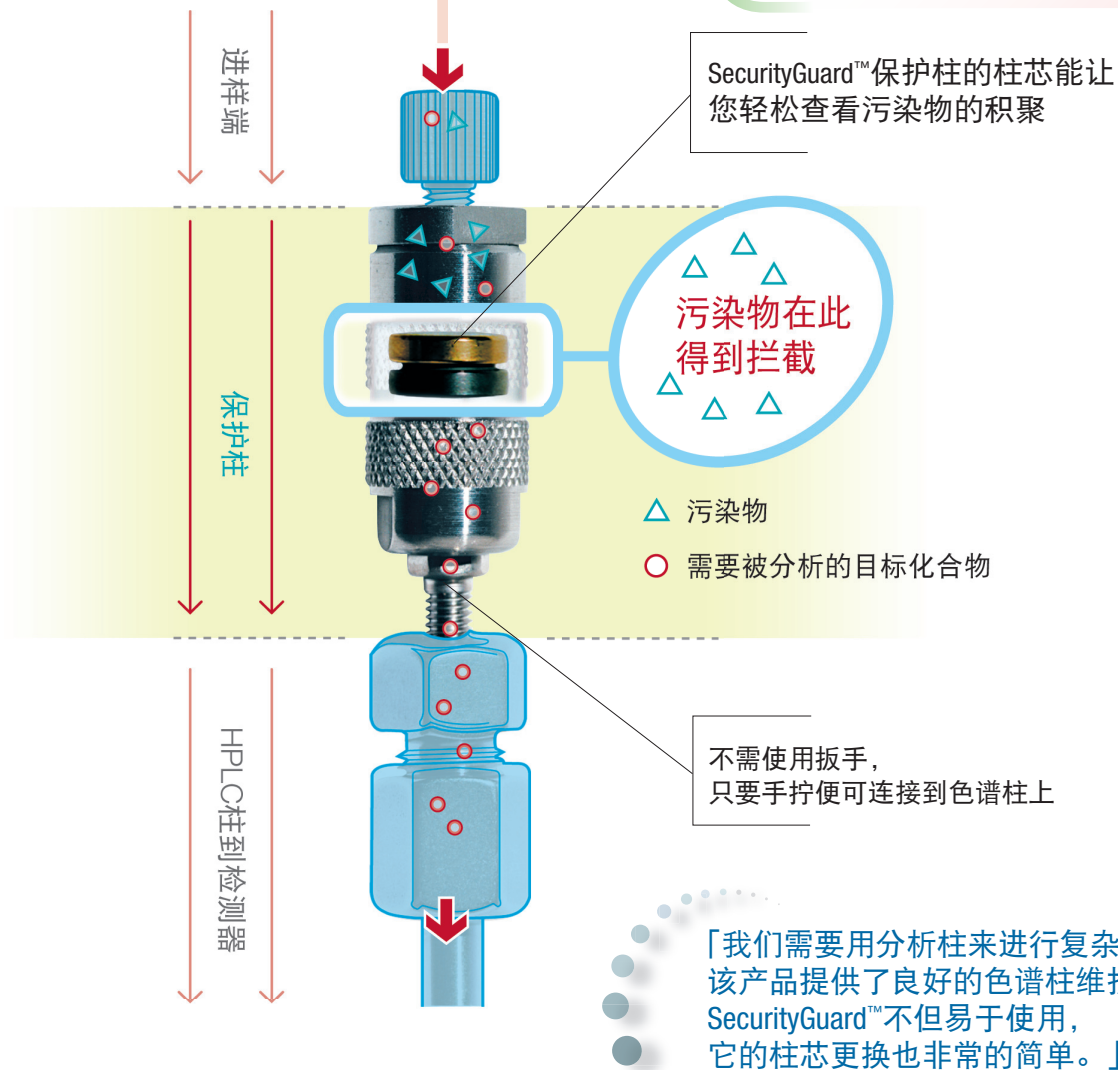 进样端
SecurityGuard™保护柱的柱芯能让
您轻松查看污染物的积聚
污染物在此
得到拦截
保护柱
污染物
需要被分析的目标化合物
不需使用扳手，
只要手拧便可连接到色谱柱上
HPLC柱到检测器
「我们需要用分析柱来进行复杂
该产品提供了良好的色谱柱维
SecurityGuard™不但易于使用，
它的柱芯更换也非常的简单。」